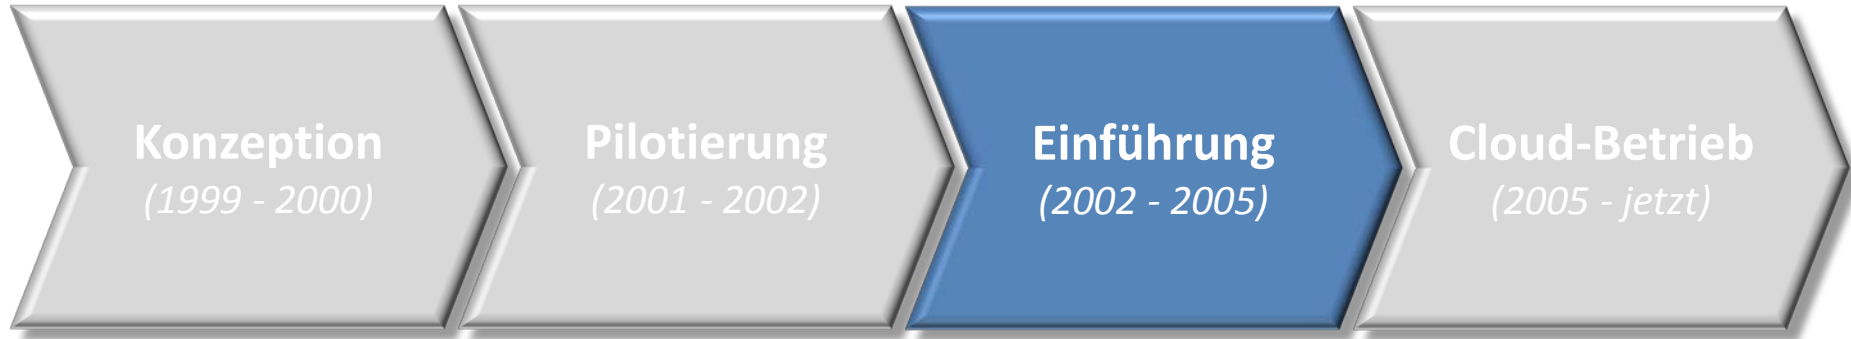 Konzeption
(1999 - 2000)
Pilotierung
(2001 - 2002)
Einführung
(2002 - 2005)
Cloud-Betrieb
(2005 - jetzt)